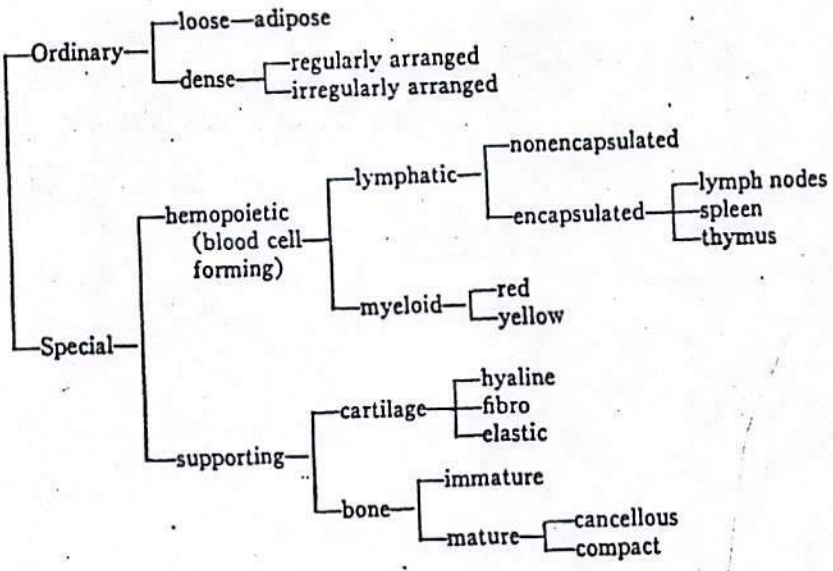 Ordinary
loose
adipose
dense
regularly arranged
irregularly arranged
Special
hemopoietic
(blood cell
forming)
lymphatic
nonencapsulated
encapsulated
lymph nodes
spleen
thymus
myeloid
red
yellow
supporting
cartilage
hyaline
fibro
elastic
bone
immature
mature
cancellous
compact